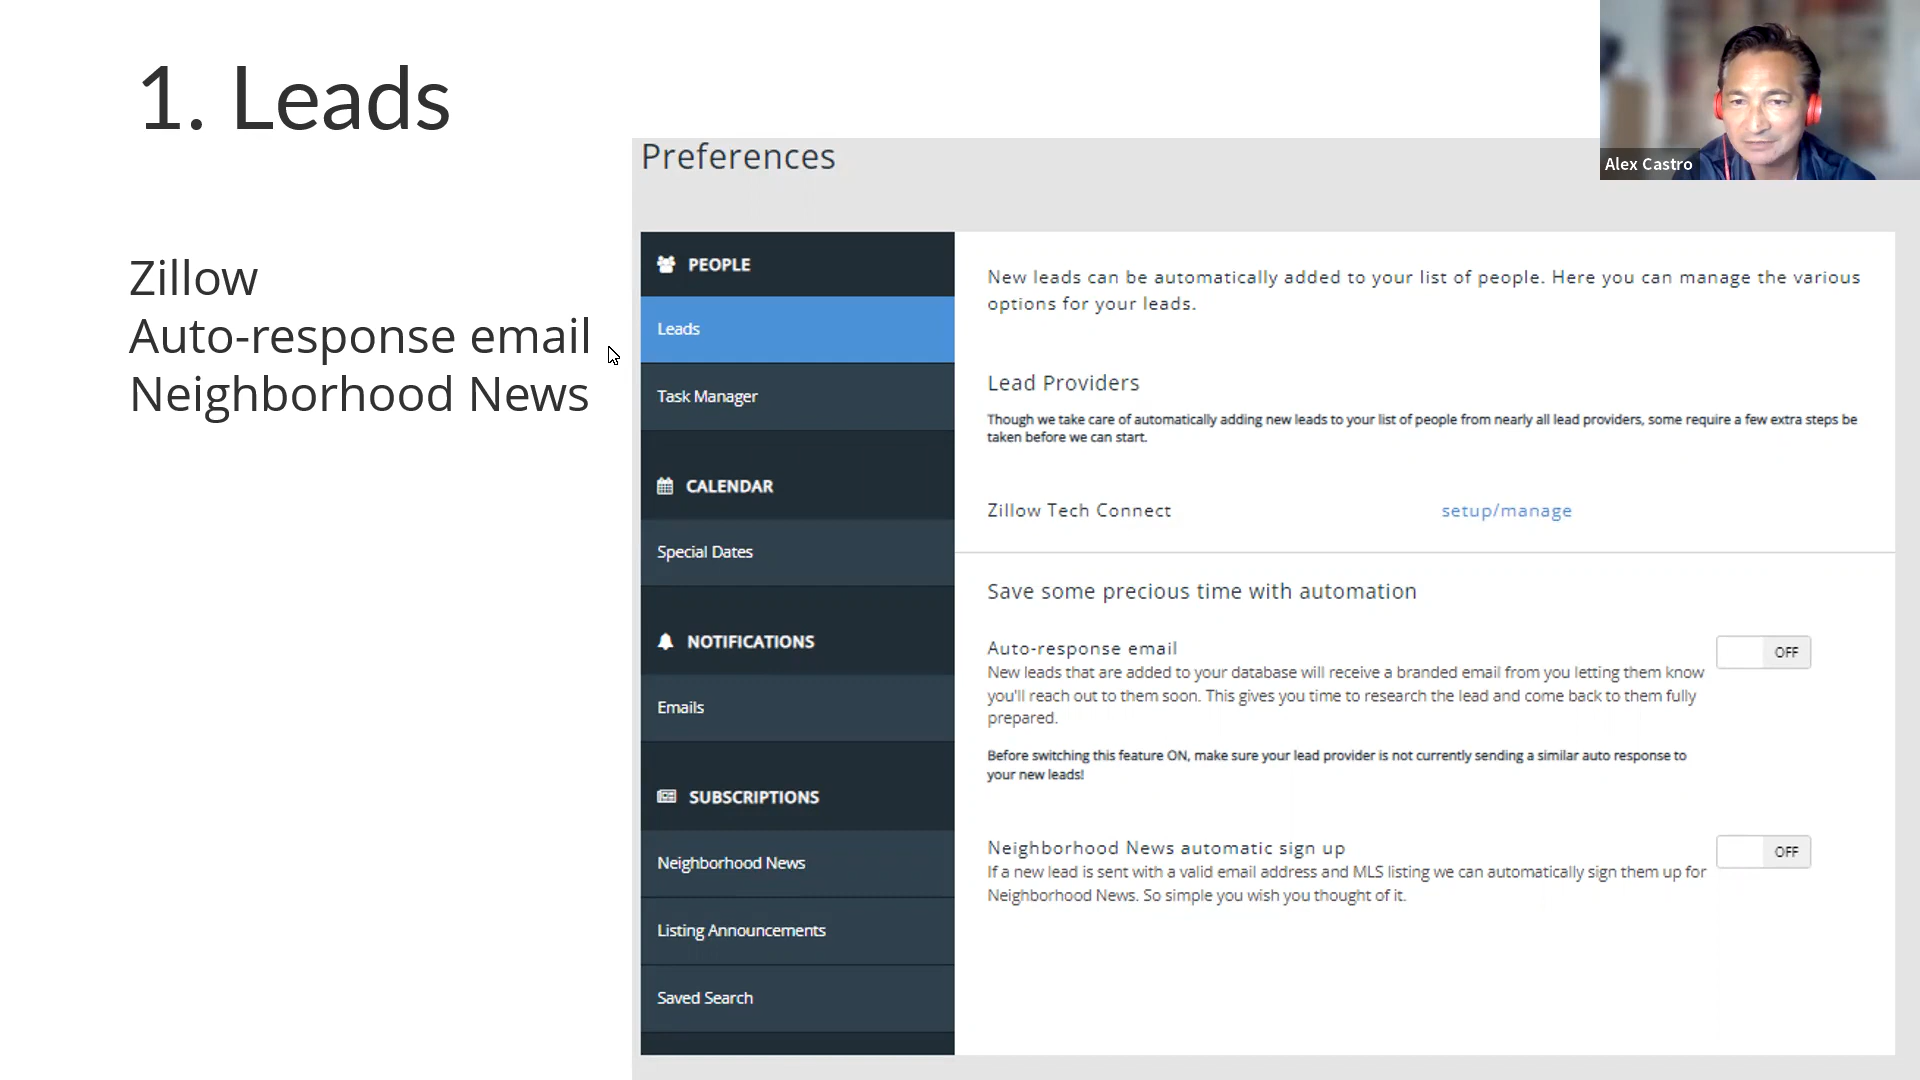 1. Leads
Zillow
Auto-response email
Neighborhood News
Alex Castro
Preferences
PEOPLE
Leads
Task Manager
CALENDAR
Special Dates
NOTIFICATIONS
Emails
SUBSCRIPTIONS
Neighborhood News
Listing Announcements
Saved Search
New leads can be automatically added to your list of people. Here you can manage the various
options for your leads.
Lead Providers
Though we take care of automatically adding new leads to your list of people from nearly all lead providers, some require a few extra steps be
taken before we can start.
Zillow Tech Connect setup/manage
Save some precious time with automation
Auto-response email
OFF
New leads that are added to your database will receive a branded email from you letting them know
you'll reach out to them soon. This gives you time to research the lead and come back to them fully
prepared.
Before switching this feature ON, make sure your lead provider is not currently sending a similar auto response to
your new leads!
Neighborhood News automatic sign up
OFF
If a new lead is sent with a valid email address and MLS listing we can automatically sign them up for
Neighborhood News. So simple you wish you thought of it.